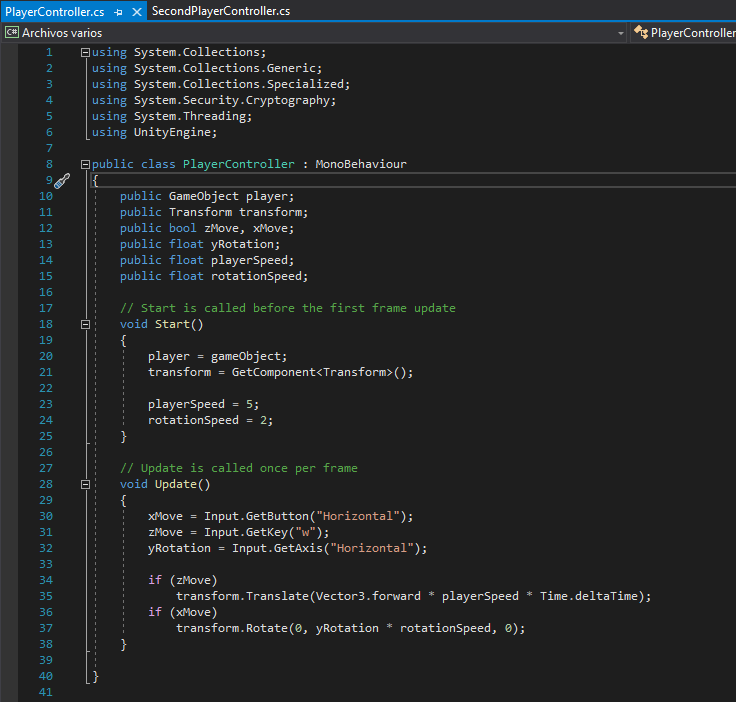 PlayerController.cs SecondPlayerController.cs
C# Archivos varios PlayerController
1 using System.Collections;
2 using System.Collections.Generic;
3 using System.Collections.Specialized;
4 using System.Security.Cryptography;
5 using System.Threading;
6 using UnityEngine;
7
8 public class PlayerController : MonoBehaviour
9 {
10 public GameObject player;
11 public Transform transform;
12 public bool zMove, xMove;
13 public float yRotation;
14 public float playerSpeed;
15 public float rotationSpeed;
16
17 // Start is called before the first frame update
18 void Start()
19 {
20 player = gameObject;
21 transform = GetComponent<Transform>();
22
23 playerSpeed = 5;
24 rotationSpeed = 2;
25 }
26
27 // Update is called once per frame
28 void Update()
29 {
30 xMove = Input.GetButton("Horizontal");
31 zMove = Input.GetKey("w");
32 yRotation = Input.GetAxis("Horizontal");
33
34 if (zMove)
35 transform.Translate(Vector3.forward * playerSpeed * Time.deltaTime);
36 if (xMove)
37 transform.Rotate(0, yRotation * rotationSpeed, 0);
38 }
39
40 }
41